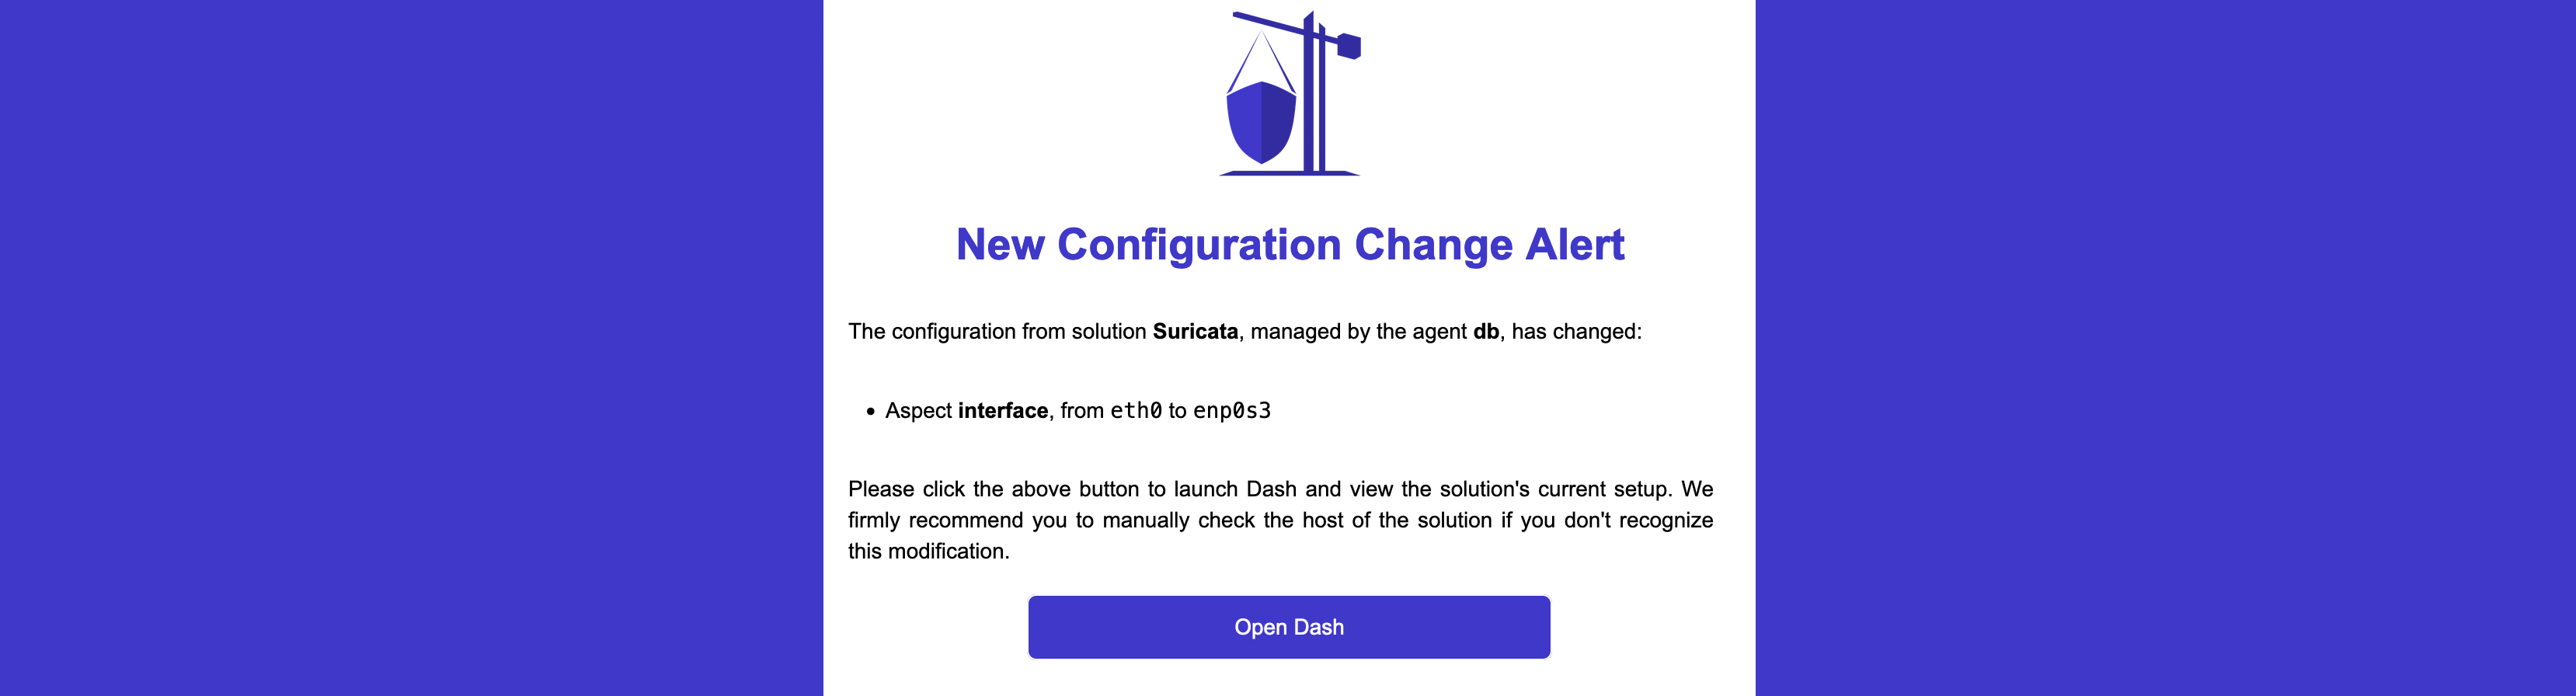 New Configuration Change Alert
The configuration from solution Suricata, managed by the agent db, has changed:
• Aspect interface, from eth0 to enp0s3
Please click the above button to launch Dash and view the solution's current setup. We
firmly recommend you to manually check the host of the solution if you don't recognize
this modification.
Open Dash